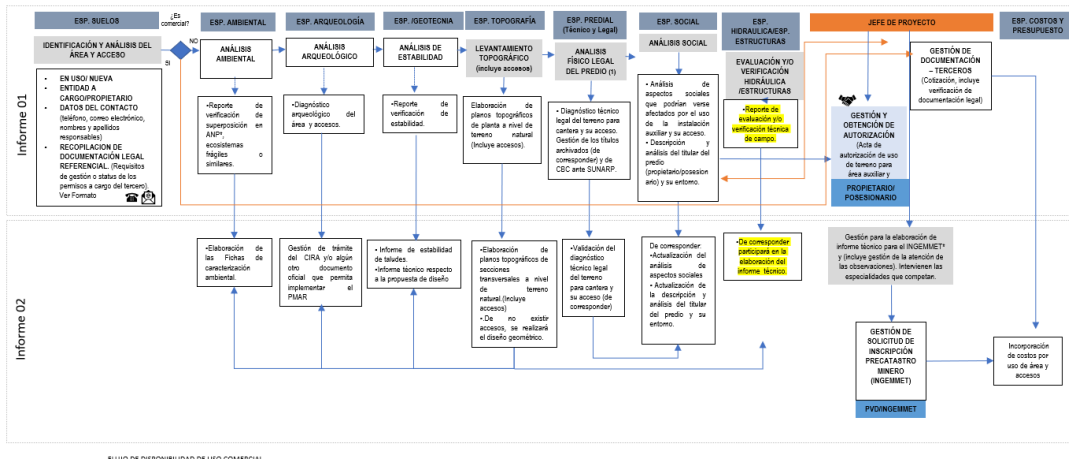 Informe 01
Informe 02
ESP. SUELOS
¿Es
comercial?
NO
SI
IDENTIFICACIÓN Y ANÁLISIS DEL
ÁREA Y ACCESO
• EN USO/ NUEVA
• ENTIDAD A
CARGO/PROPIETARIO
• DATOS DEL CONTACTO
(teléfono, correo electrónico,
nombres y apellidos
responsables)
• RECOPILACION DE
DOCUMENTACIÓN LEGAL
REFERENCIAL. (Requisitos
de gestión o status de los
permisos a cargo del tercero).
Ver Formato
ESP. AMBIENTAL
ANÁLISIS
AMBIENTAL
•Reporte de
verificación de
superposición en
ANP*,
ecosistemas
frágiles o
similares.
•Elaboración de
las Fichas de
caracterización
ambiental.
ESP. ARQUEOLOGÍA
ANÁLISIS
ARQUEOLÓGICO
•Diagnóstico
arqueológico del
área y accesos.
Gestión de trámite
del CIRA y/o algún
otro documento
oficial que permita
implementar el
PMAR
ESP. /GEOTECNIA
ANÁLISIS DE
ESTABILIDAD
•Reporte de
verificación de
estabilidad.
• Informe de estabilidad
de taludes.
•Informe técnico respecto
a la propuesta de diseño
ESP. TOPOGRAFÍA
LEVANTAMIENTO
TOPOGRÁFICO
(incluye accesos)
Elaboración de
planos topográficos
de planta a nivel de
terreno natural
(Incluye accesos).
•Elaboración de
planos topográficos de
secciones
transversales a nivel
de terreno
natural.(Incluye
accesos)
•De no existir
accesos, se realizará
el diseño geométrico.
ESP. PREDIAL
(Técnico y Legal)
ANALISIS
FÍSICO LEGAL
DEL PREDIO (1)
• Diagnóstico técnico
legal del terreno para
cantera y su acceso.
Gestión de los títulos
archivados (de
corresponder) y de
CBC ante SUNARP.
•Validación del
diagnóstico
técnico legal
del terreno
para cantera y
su acceso (de
corresponder)
ESP. SOCIAL
ANÁLISIS SOCIAL
• Análisis de
aspectos sociales
que podrían verse
afectados por el uso
de la instalación
auxiliar y su acceso.
• Descripción y
análisis del titular del
predio
(propietario/posesion
ario) y su entorno.
De corresponder:
•Actualización del
análisis de
aspectos sociales
•Actualización de
la descripción y
análisis del titular
del predio y su
entorno.
ESP.
HIDRAULICA/ESP.
ESTRUCTURAS
EVALUACIÓN Y/O
VERIFICACIÓN
HIDRÁULICA
/ESTRUCTURAS
•Reporte de
evaluación y/o
verificación técnica
de campo.
•De corresponder
participará en la
elaboración del
informe técnico.
JEFE DE PROYECTO
GESTIÓN DE
DOCUMENTACIÓN
– TERCEROS
(Cotización, incluye
verificación de
documentación legal)
GESTIÓN Y
OBTENCIÓN DE
AUTORIZACIÓN
(Acta de
autorización de uso
de terreno para
área auxiliar y
PROPIETARIO/
POSESIONARIO
Gestión para la elaboración de
informe técnico para el INGEMMET*
y (incluye gestión de la atención de
las observaciones). Intervienen las
especialidades que competan.
GESTIÓN DE
SOLICITUD DE
INSCRIPCIÓN
PRECATASTRO
MINERO
(INGEMMET)
PVD/INGEMMET
ESP. COSTOS Y
PRESUPUESTO
Incorporación
de costos por
uso de área y
accesos
FLUJO DE DISPONIBILIDAD DE USO COMERCIAL